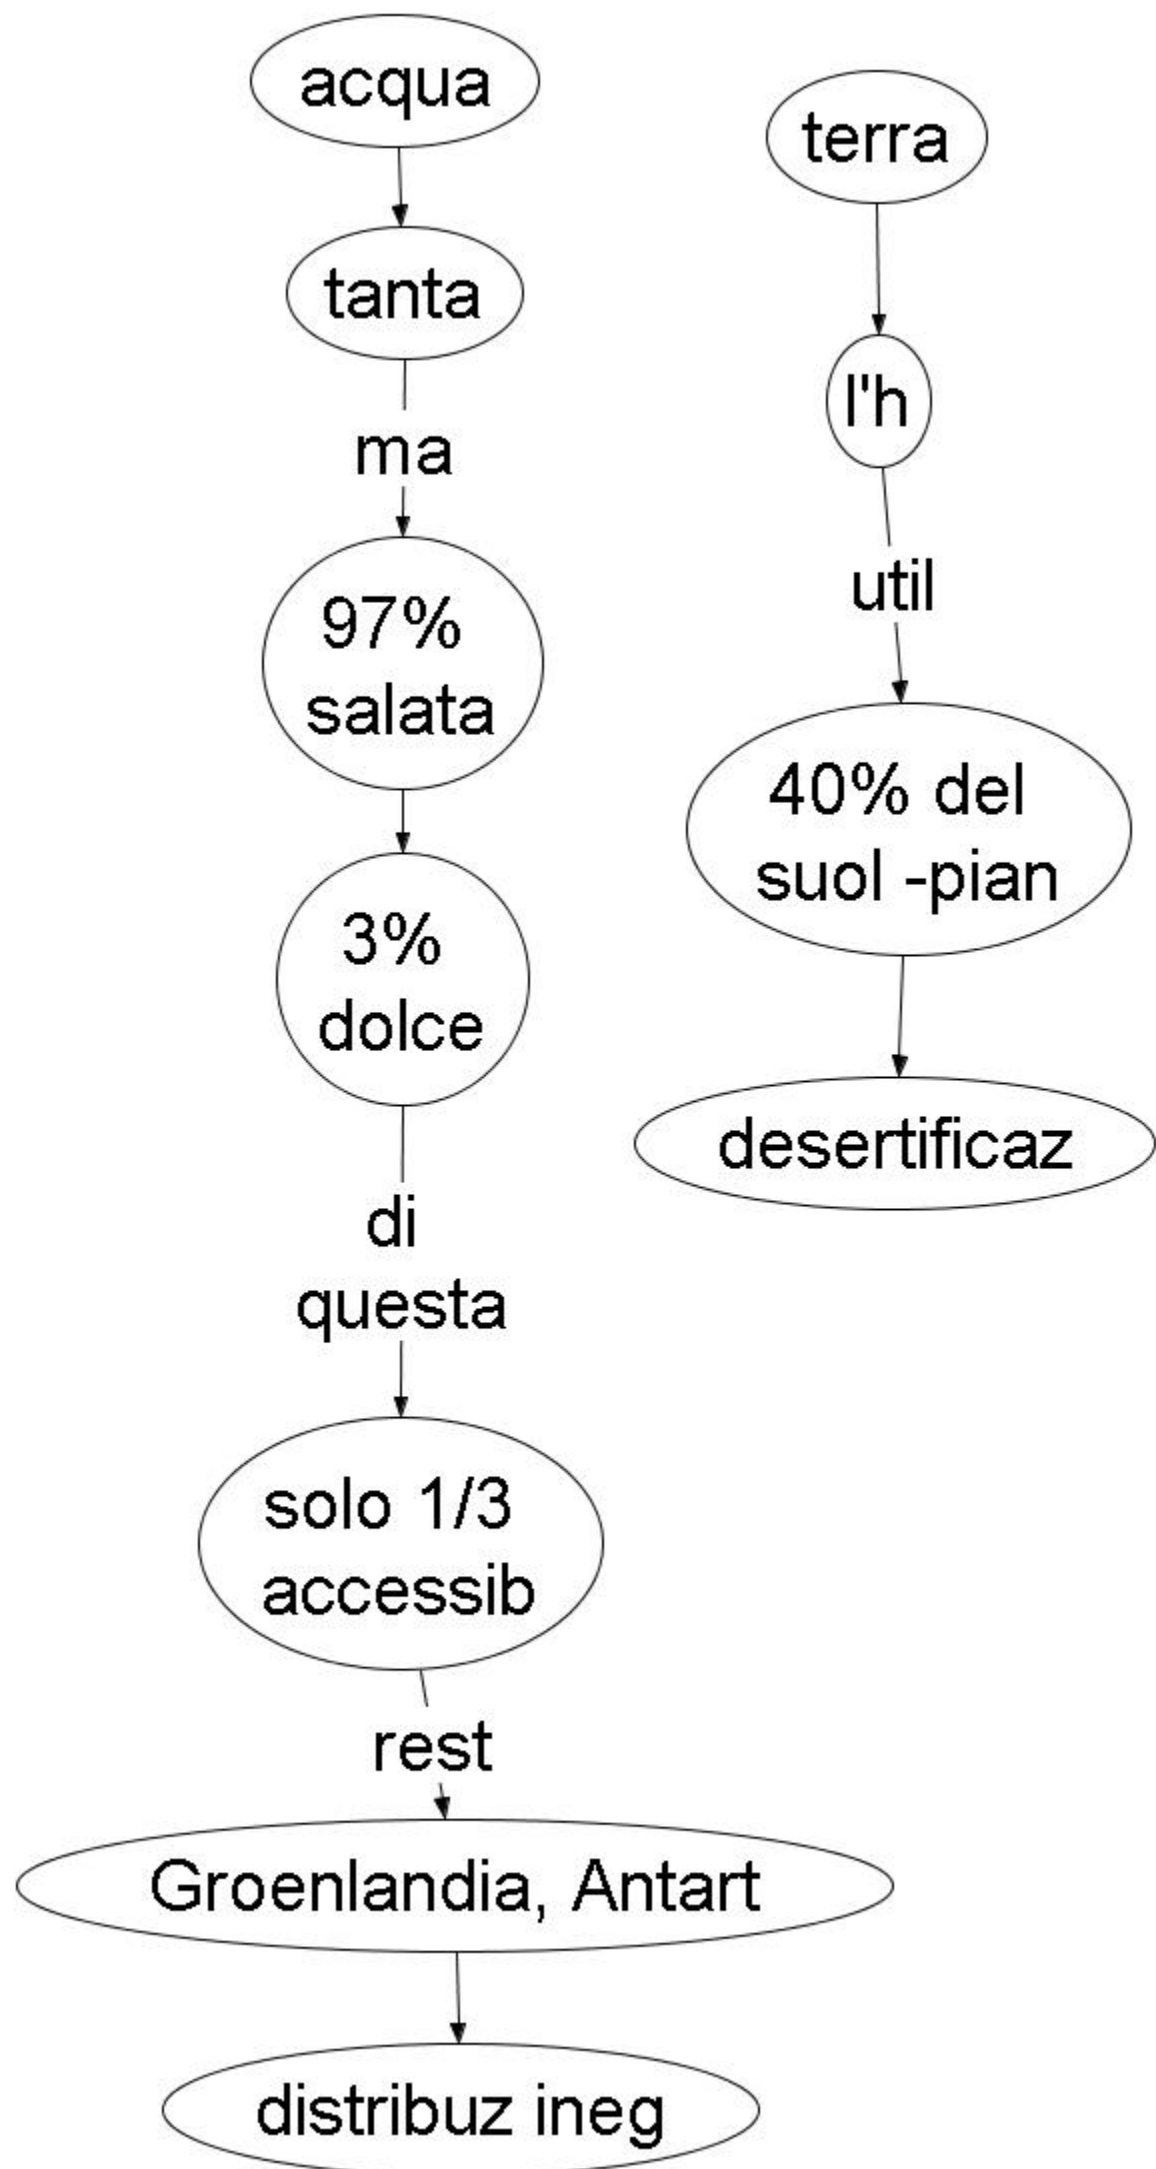 acqua
tanta
ma
97%
salata
3%
dolce
di
questa
solo 1/3
accessib
rest
Groenlandia, Antart
distribuz ineg
terra
l'h
util
40% del
suol -pian
desertificaz